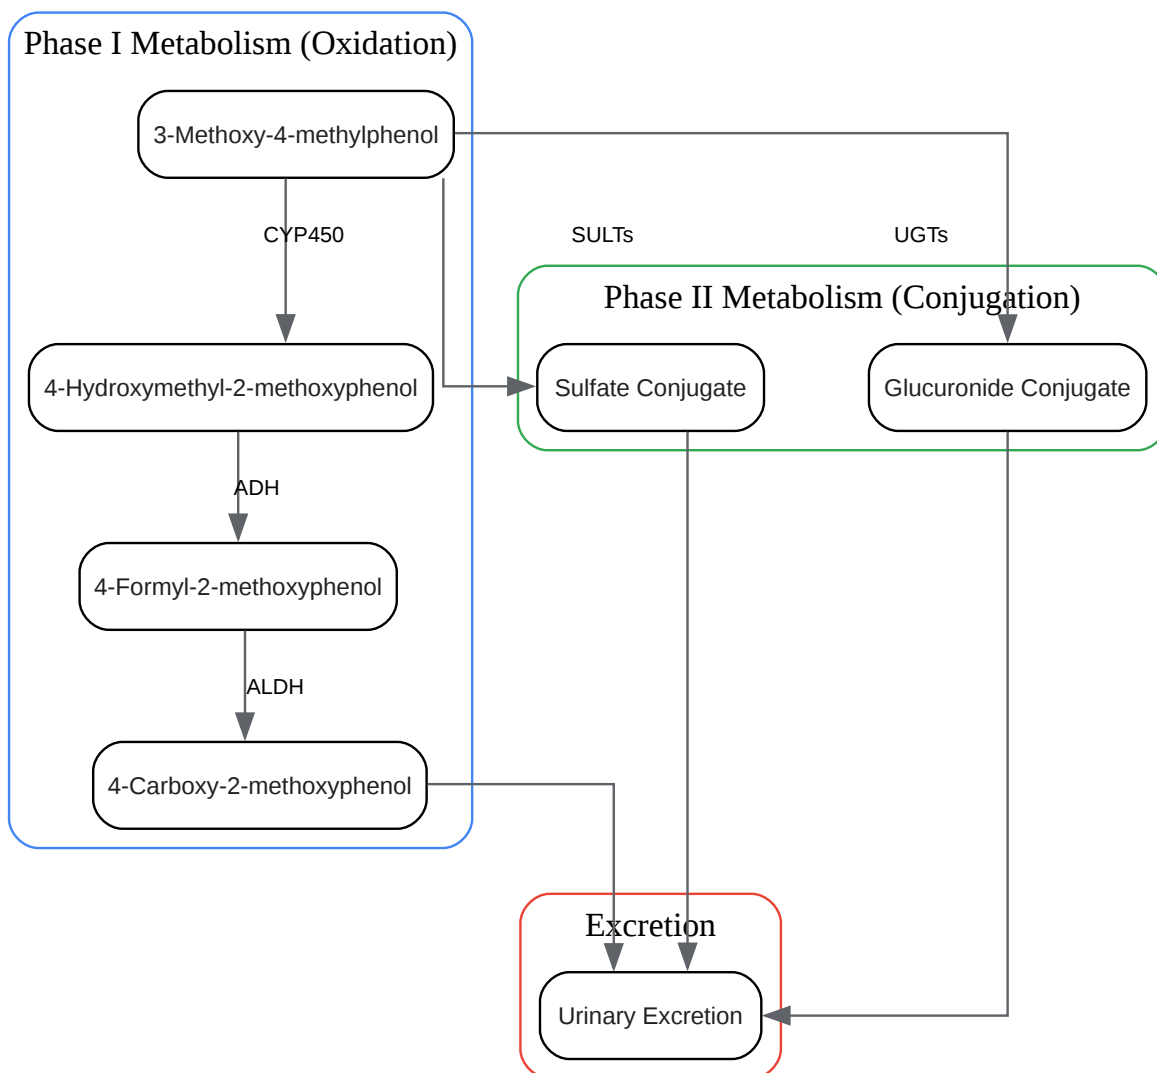 Phase I Metabolism (Oxidation)
3-Methoxy-4-methylphenol
CYP450
SULTs
UGTs
Phase II Metabolism (Conjugation)
4-Hydroxymethyl-2-methoxyphenol
Sulfate Conjugate
Glucuronide Conjugate
ADH
4-Formyl-2-methoxyphenol
ALDH
4-Carboxy-2-methoxyphenol
Excretion
Urinary Excretion